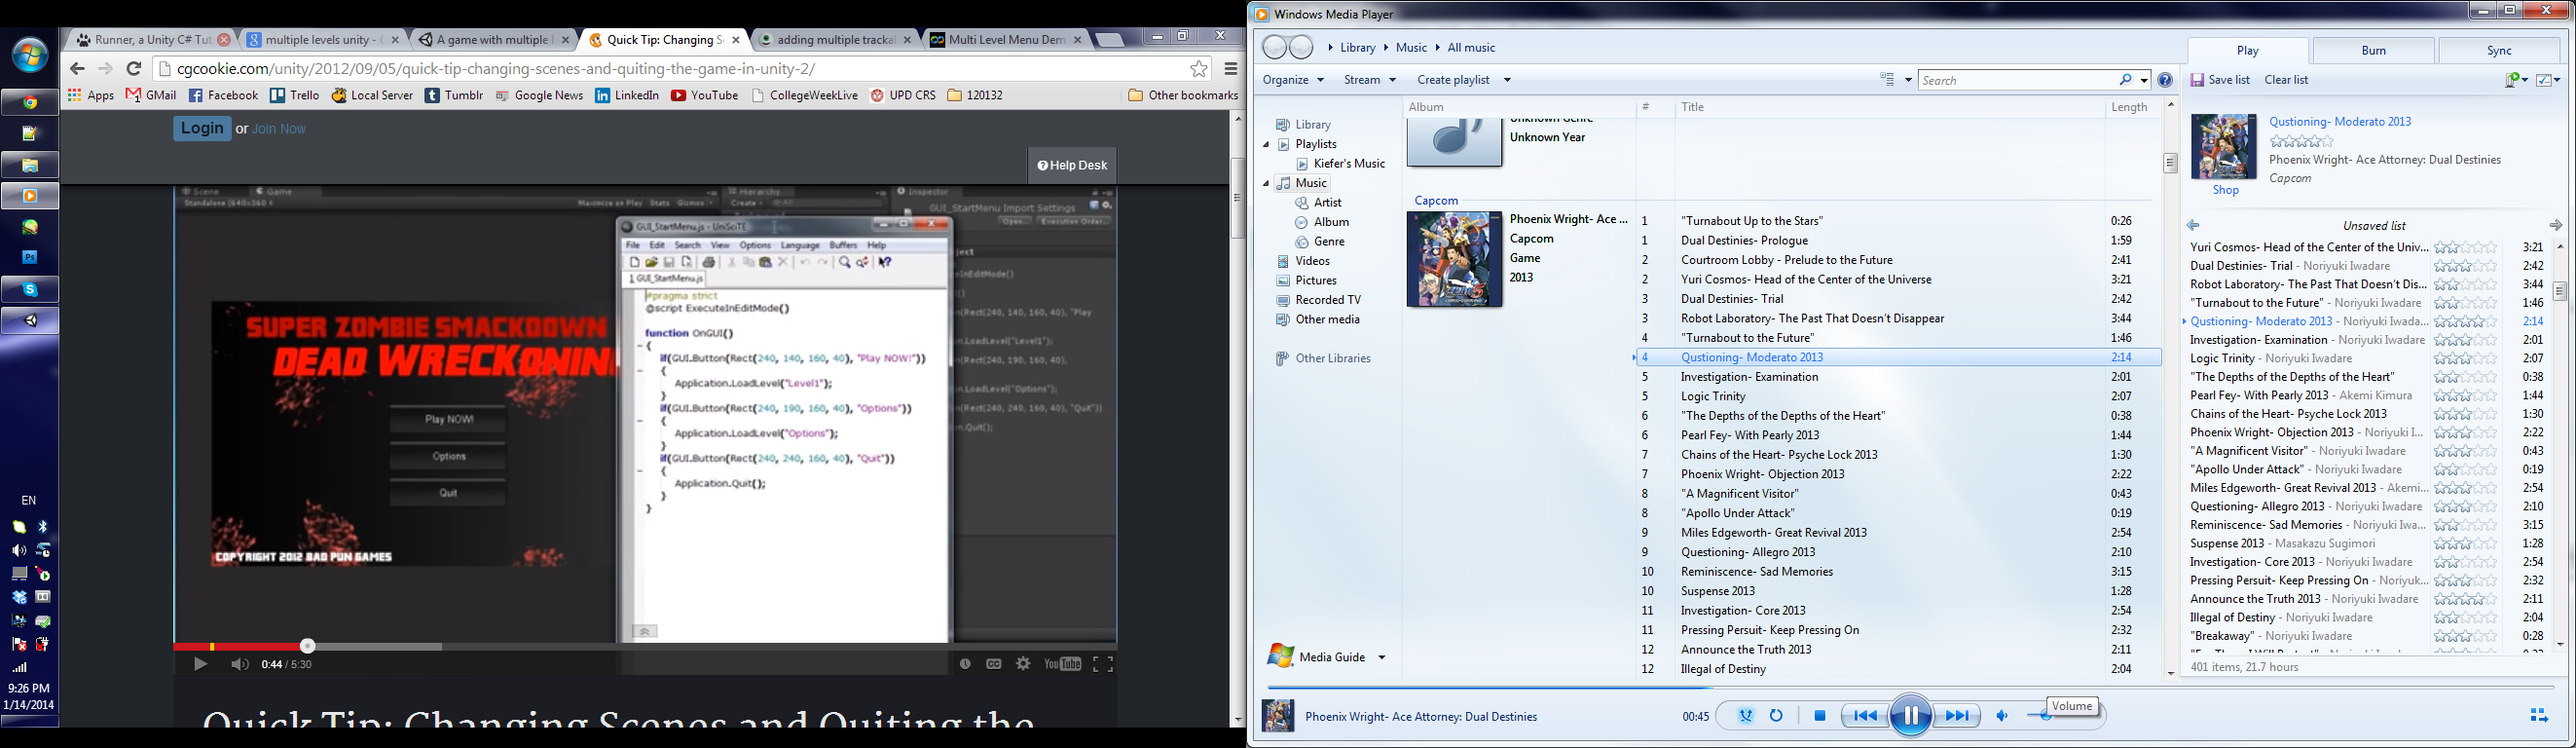 Runner, a Unity C# Tut
multiple levels unity - G
A game with multiple l
Quick Tip: Changing S
adding multiple trackal
Multi Level Menu Dem
cgcookie.com/unity/2012/09/05/quick-tip-changing-scenes-and-quiting-the-game-in-unity-2/
Apps GMail Facebook Trello Local Server Tumblr Google News LinkedIn YouTube CollegeWeekLive UPD CRS 120132 Other bookmarks
Login or Join Now
Help Desk
Scene Game Hierarchy Inspector
Standalone (640x360) Maximize on Play Stats Gizmos Create
GUI_StartMenu Import Settings
Open... Execution Order...
GUI_StartMenu.js - UniSciTE
File Edit Search View Options Language Buffers Help
1 GUI_StartMenu.js
#pragma strict
@script ExecuteInEditMode()
function OnGUI()
{
if(GUI.Button(Rect(240, 140, 160, 40), "Play NOW!"))
{
Application.LoadLevel("Level1");
}
if(GUI.Button(Rect(240, 190, 160, 40), "Options"))
{
Application.LoadLevel("Options");
}
if(GUI.Button(Rect(240, 240, 160, 40), "Quit"))
{
Application.Quit();
}
}
SUPER ZOMBIE SMACKDOWN
DEAD WRECKONING
Play NOW!
Options
Quit
COPYRIGHT 2012 BAD PUN GAMES
0:44 / 5:30
CC YouTube
Quick Tip: Changing Scenes and Quiting the
Ps
EN
9:26 PM
1/14/2014
Windows Media Player
Library Music All music
Organize Stream Create playlist Search
Library
Playlists
Kiefer's Music
Music
Artist
Album
Genre
Videos
Pictures
Recorded TV
Other media
Other Libraries
Media Guide
Album # Title Length
Unknown Genre
Unknown Year
Capcom
Phoenix Wright- Ace ...
Capcom
Game
2013
1 "Turnabout Up to the Stars" 0:26
1 Dual Destinies- Prologue 1:59
2 Courtroom Lobby - Prelude to the Future 2:41
2 Yuri Cosmos- Head of the Center of the Universe 3:21
3 Dual Destinies- Trial 2:42
3 Robot Laboratory- The Past That Doesn't Disappear 3:44
4 "Turnabout to the Future" 1:46
4 Qustioning- Moderato 2013 2:14
5 Investigation- Examination 2:01
5 Logic Trinity 2:07
6 "The Depths of the Depths of the Heart" 0:38
6 Pearl Fey- With Pearly 2013 1:44
7 Chains of the Heart- Psyche Lock 2013 1:30
7 Phoenix Wright- Objection 2013 2:22
8 "A Magnificent Visitor" 0:43
8 "Apollo Under Attack" 0:19
9 Miles Edgeworth- Great Revival 2013 2:54
9 Questioning- Allegro 2013 2:10
10 Reminiscence- Sad Memories 3:15
10 Suspense 2013 1:28
11 Investigation- Core 2013 2:54
11 Pressing Persuit- Keep Pressing On 2:32
12 Announce the Truth 2013 2:11
12 Illegal of Destiny 2:04
Play Burn Sync
Save list Clear list
Qustioning- Moderato 2013
Phoenix Wright- Ace Attorney: Dual Destinies
Capcom
Shop
Unsaved list
Yuri Cosmos- Head of the Center of the Univ... 3:21
Dual Destinies- Trial - Noriyuki Iwadare 2:42
Robot Laboratory- The Past That Doesn't Dis... 3:44
"Turnabout to the Future" - Noriyuki Iwadare 1:46
Qustioning- Moderato 2013 - Noriyuki Iwada... 2:14
Investigation- Examination - Noriyuki Iwadare 2:01
Logic Trinity - Noriyuki Iwadare 2:07
"The Depths of the Depths of the Heart" 0:38
Pearl Fey- With Pearly 2013 - Akemi Kimura 1:44
Chains of the Heart- Psyche Lock 2013 1:30
Phoenix Wright- Objection 2013 - Noriyuki I... 2:22
"A Magnificent Visitor" - Noriyuki Iwadare 0:43
"Apollo Under Attack" - Noriyuki Iwadare 0:19
Miles Edgeworth- Great Revival 2013 - Akemi... 2:54
Questioning- Allegro 2013 - Noriyuki Iwadare 2:10
Reminiscence- Sad Memories - Noriyuki Iwa... 3:15
Suspense 2013 - Masakazu Sugimori 1:28
Investigation- Core 2013 - Noriyuki Iwadare 2:54
Pressing Persuit- Keep Pressing On - Noriyuk... 2:32
Announce the Truth 2013 - Noriyuki Iwadare 2:11
Illegal of Destiny - Noriyuki Iwadare 2:04
"Breakaway" - Noriyuki Iwadare 0:28
401 items, 21.7 hours
Phoenix Wright- Ace Attorney: Dual Destinies
00:45
Volume